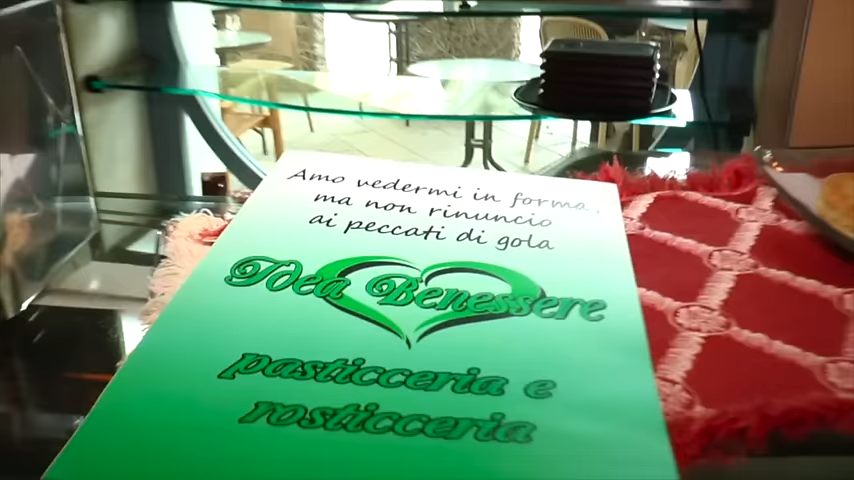 Amo vedermi in forma,
ma non rinuncio
ai peccati di gola
Idea Benessere
pasticceria e
rosticceria